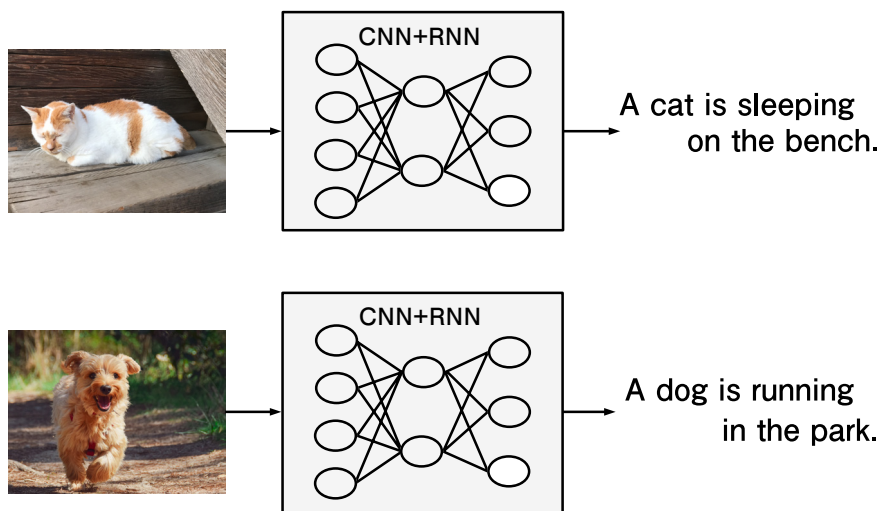 CNN+RNN
A cat is sleeping
on the bench.
CNN+RNN
A dog is running
in the park.